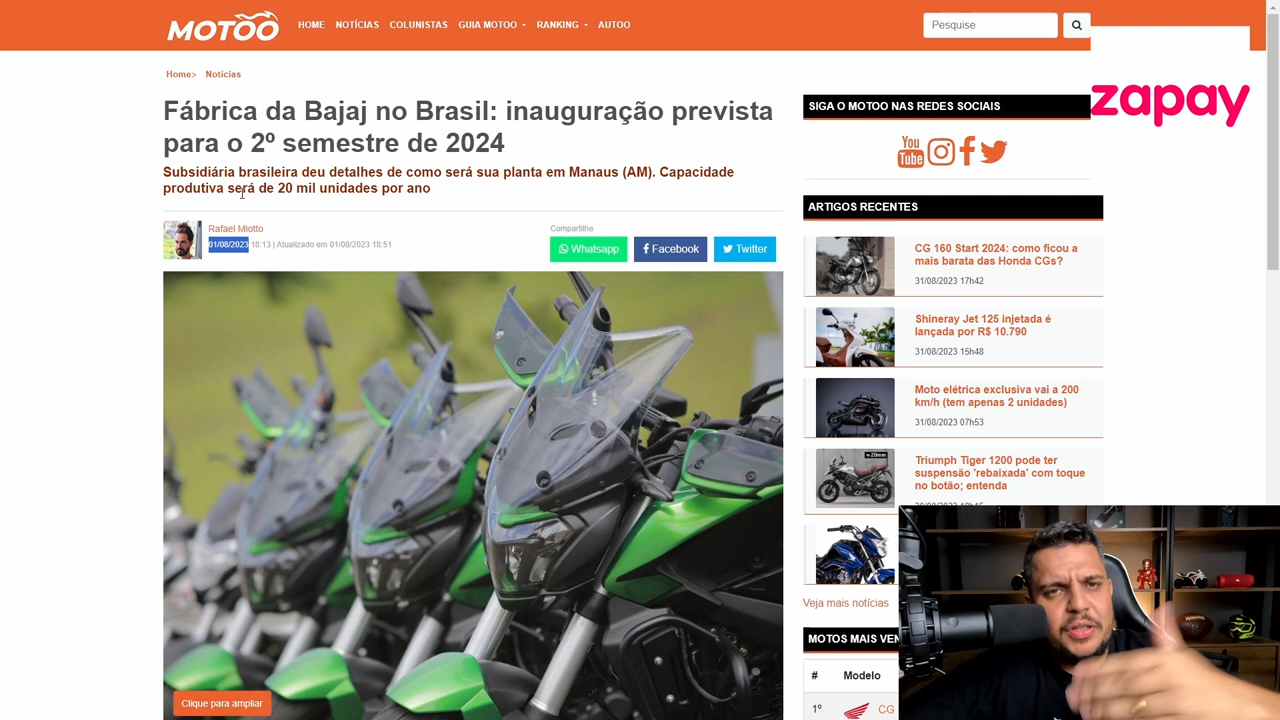 MOTOO
HOME
NOTÍCIAS
COLUNISTAS
GUIA MOTOO
RANKING
AUTOO
Pesquise
Home>
Notícias
Fábrica da Bajaj no Brasil: inauguração prevista
para o 2º semestre de 2024
Subsidiária brasileira deu detalhes de como será sua planta em Manaus (AM). Capacidade
produtiva será de 20 mil unidades por ano
Rafael Miotto
01/08/2023 18:13 | Atualizado em 01/08/2023 18:51
Compartilhe
Whatsapp
Facebook
Twitter
Clique para ampliar
zapay
SIGA O MOTOO NAS REDES SOCIAIS
You
Tube
ARTIGOS RECENTES
CG 160 Start 2024: como ficou a
mais barata das Honda CGs?
31/08/2023 17h42
Shineray Jet 125 injetada é
lançada por R$ 10.790
31/08/2023 15h48
Moto elétrica exclusiva vai a 200
km/h (tem apenas 2 unidades)
31/08/2023 07h53
20mm
Triumph Tiger 1200 pode ter
suspensão 'rebaixada' com toque
no botão; entenda
Veja mais notícias
MOTOS MAIS VEN
#
Modelo
1º
CG